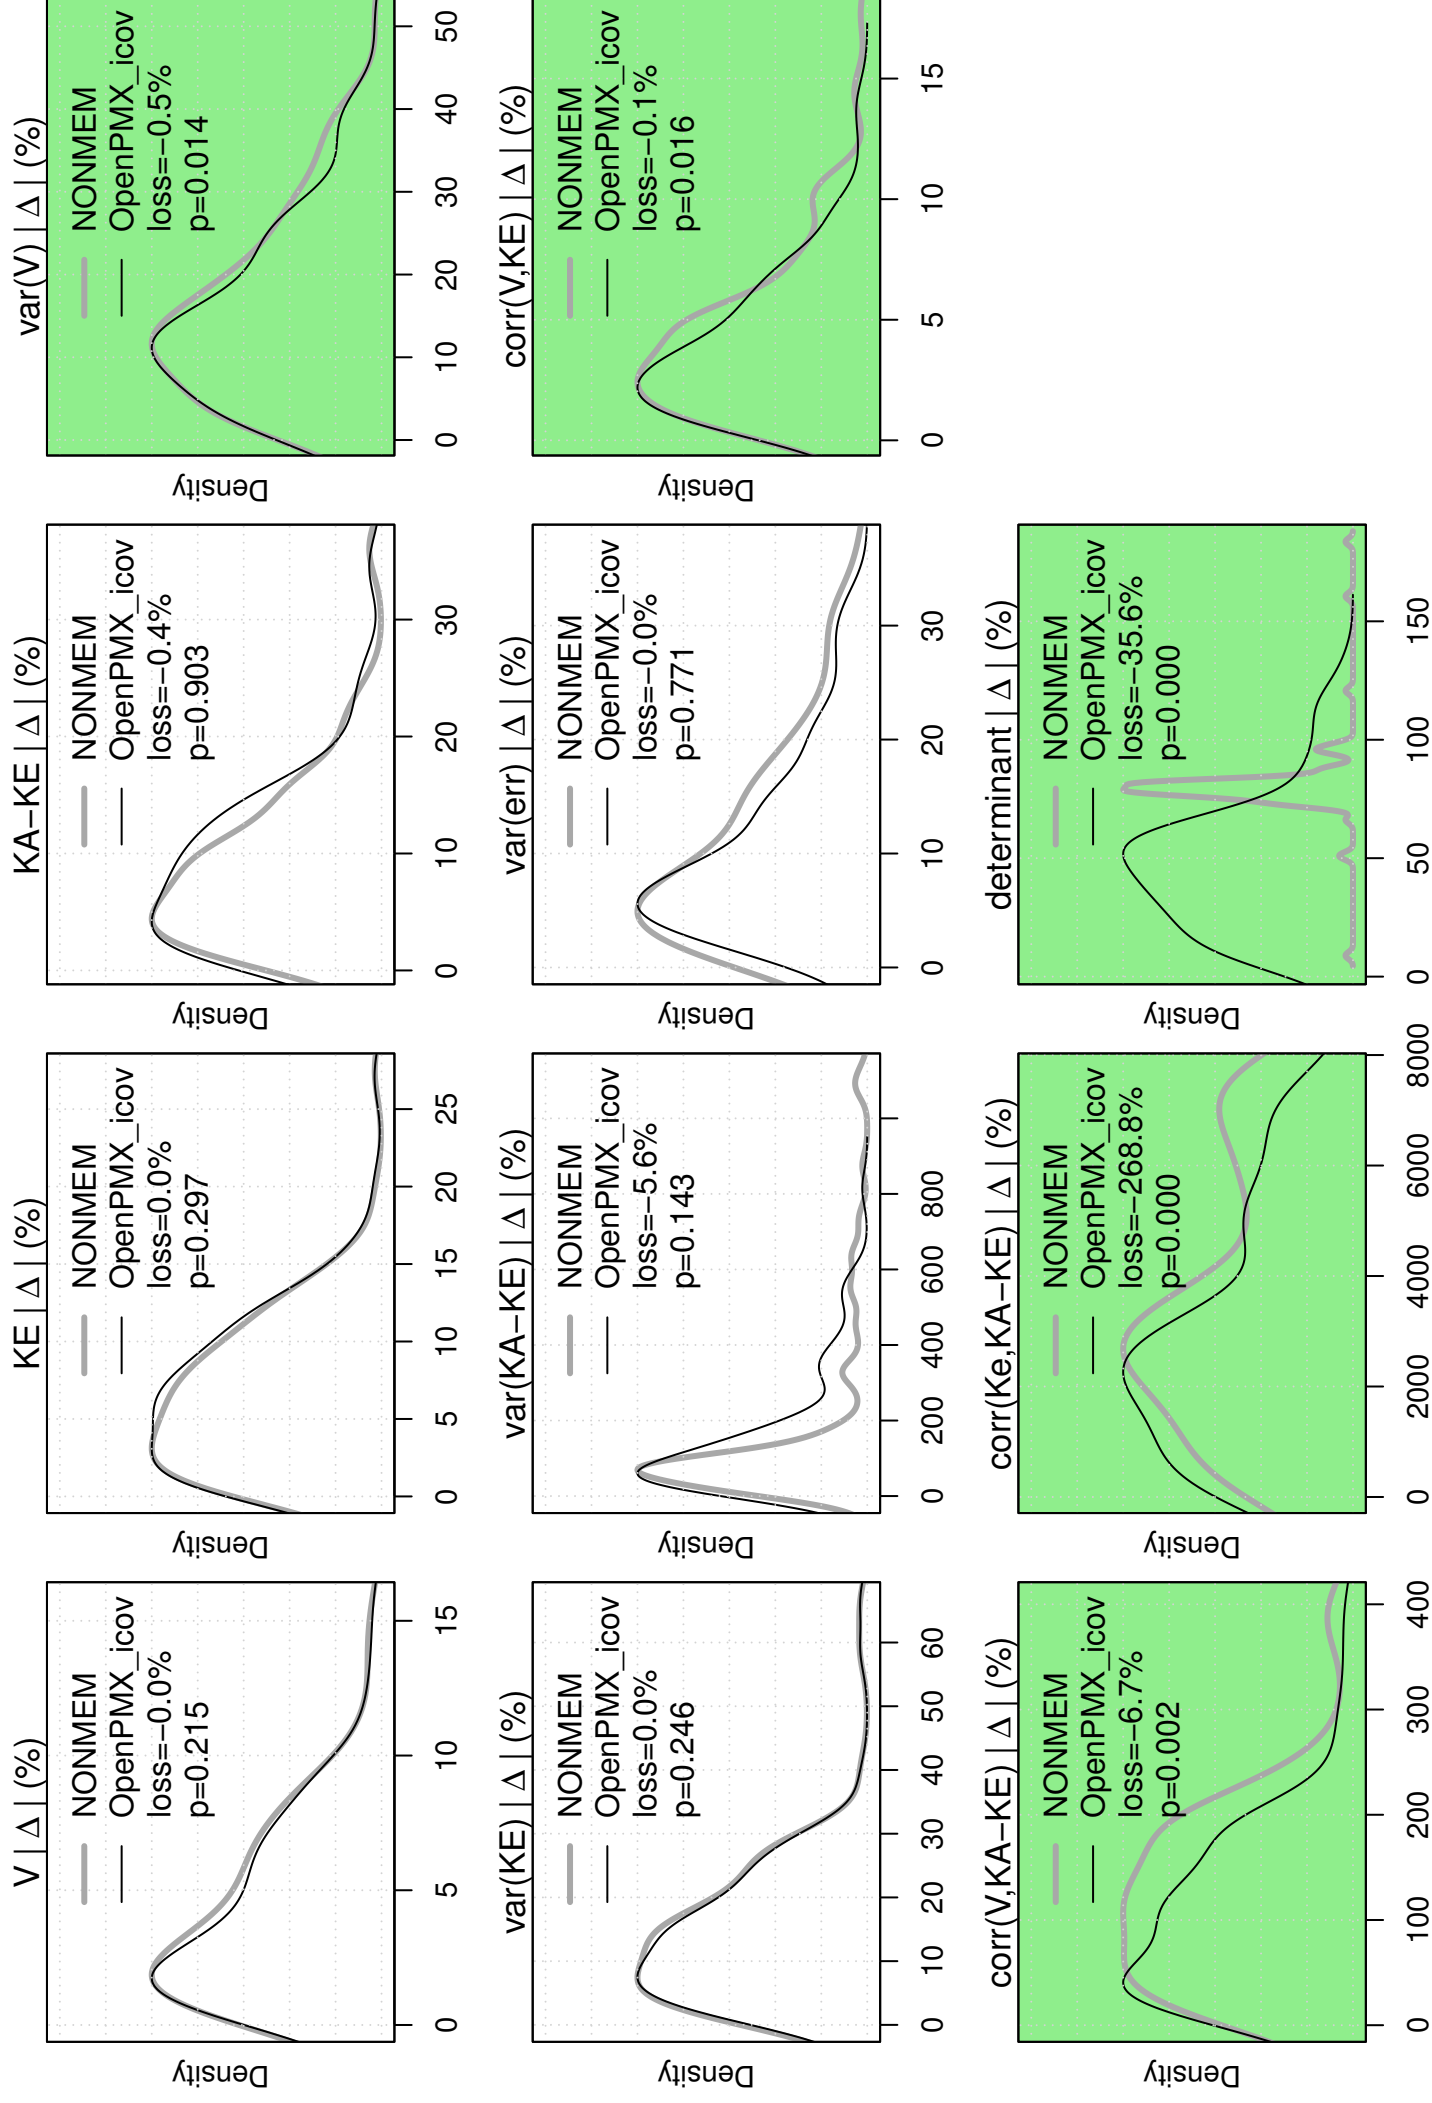 V | Δ | (%)
NONMEM
OpenPMX_icov
loss=−0.0%
p=0.215
Density
0 5 10 15
KE | Δ | (%)
NONMEM
OpenPMX_icov
loss=0.0%
p=0.297
Density
0 5 10 15 20 25
KA−KE | Δ | (%)
NONMEM
OpenPMX_icov
loss=−0.4%
p=0.903
Density
0 10 20 30
var(V) | Δ | (%)
NONMEM
OpenPMX_icov
loss=−0.5%
p=0.014
Density
0 10 20 30 40 50
var(KE) | Δ | (%)
NONMEM
OpenPMX_icov
loss=0.0%
p=0.246
Density
0 10 20 30 40 50 60
var(KA−KE) | Δ | (%)
NONMEM
OpenPMX_icov
loss=−5.6%
p=0.143
Density
0 200 400 600 800
var(err) | Δ | (%)
NONMEM
OpenPMX_icov
loss=−0.0%
p=0.771
Density
0 10 20 30
corr(V,KE) | Δ | (%)
NONMEM
OpenPMX_icov
loss=−0.1%
p=0.016
Density
0 5 10 15
corr(V,KA−KE) | Δ | (%)
NONMEM
OpenPMX_icov
loss=−6.7%
p=0.002
Density
0 100 200 300 400
corr(Ke,KA−KE) | Δ | (%)
NONMEM
OpenPMX_icov
loss=−268.8%
p=0.000
Density
0 2000 4000 6000 8000
determinant | Δ | (%)
NONMEM
OpenPMX_icov
loss=−35.6%
p=0.000
Density
0 50 100 150